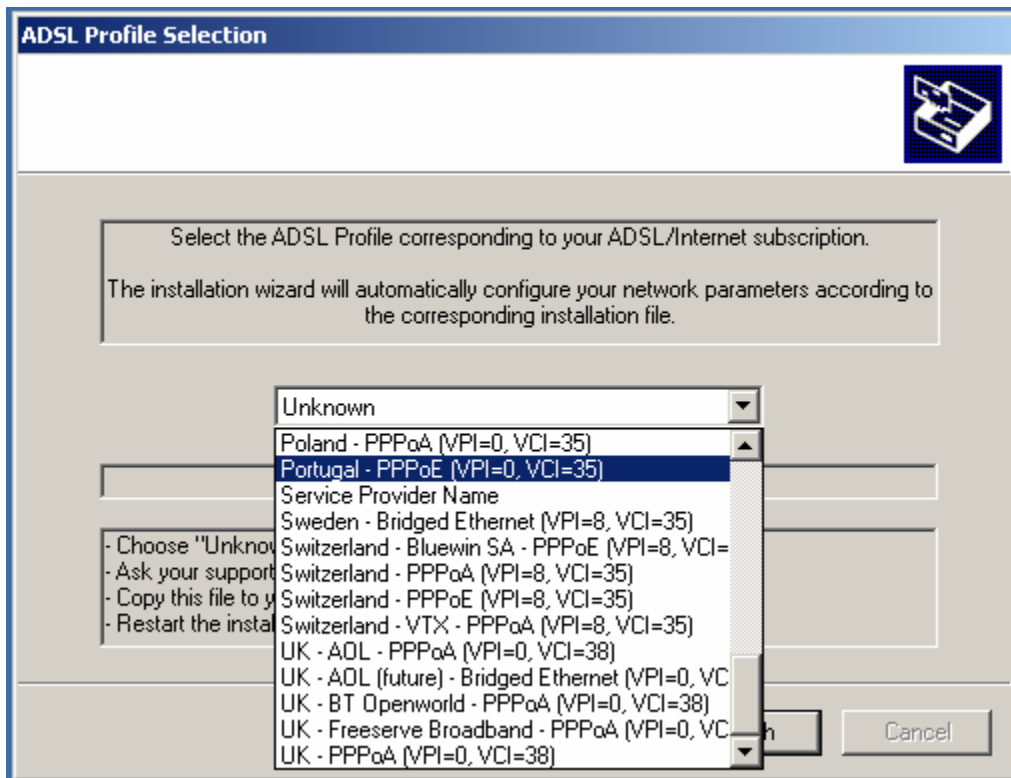 ADSL Profile Selection
Select the ADSL Profile corresponding to your ADSL/Internet subscription.
The installation wizard will automatically configure your network parameters according to
the corresponding installation file.
Unknown
Poland - PPPoA (VPI=0, VCI=35)
Portugal - PPPoE (VPI=0, VCI=35)
Service Provider Name
Sweden - Bridged Ethernet (VPI=8, VCI=35)
Switzerland - Bluewin SA - PPPoE (VPI=8, VCI=
Switzerland - PPPoA (VPI=8, VCI=35)
Switzerland - PPPoE (VPI=8, VCI=35)
Switzerland - VTX - PPPoA (VPI=8, VCI=35)
UK - AOL - PPPoA (VPI=0, VCI=38)
UK - AOL (future) - Bridged Ethernet (VPI=0, VC
UK - BT Openworld - PPPoA (VPI=0, VCI=38)
UK - Freeserve Broadband - PPPoA (VPI=0, VC
UK - PPPoA (VPI=0, VCI=38)
- Choose "Unknow
- Ask your support
- Copy this file to y
- Restart the instal
h
Cancel